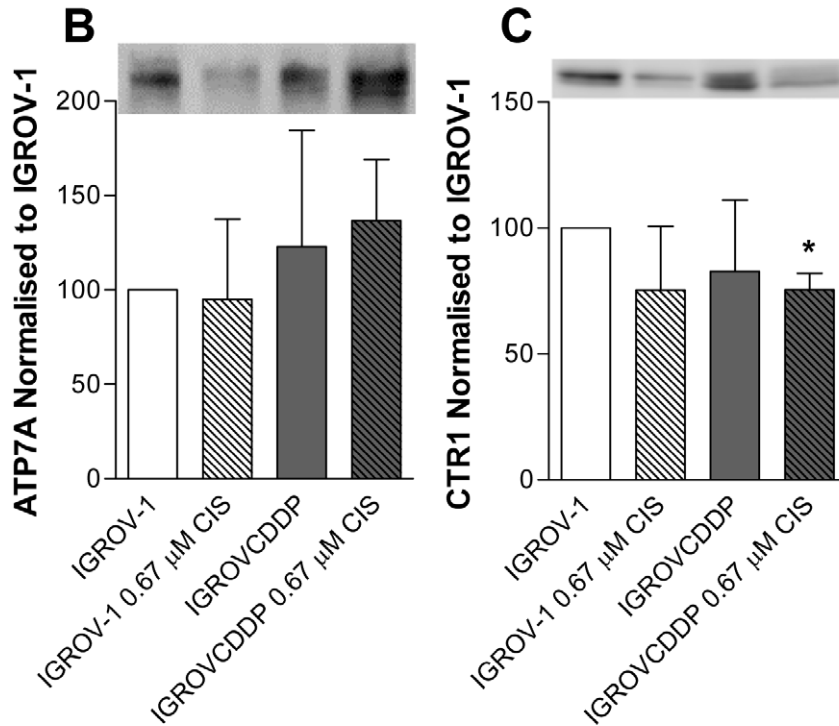 B
ATP7A Normalised to IGROV-1
200
150
100
50
0
IGROV-1
IGROV-1 0.67 μM CIS
IGROVCDDP
IGROVCDDP 0.67 μM CIS
C
CTR1 Normalised to IGROV-1
150
100
50
0
*
IGROV-1
IGROV-1 0.67 μM CIS
IGROVCDDP
IGROVCDDP 0.67 μM CIS